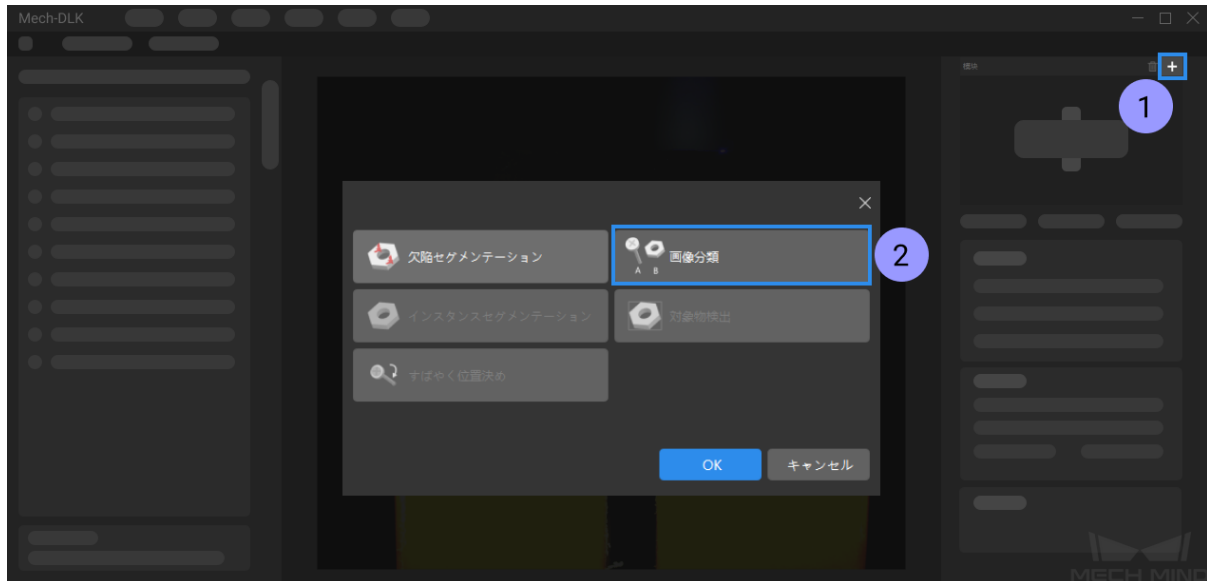 Mech-DLK
模块
1
欠陥セグメンテーション
画像分類
A B
2
インスタンスセグメンテーション
対象物検出
すばやく位置決め
OK
キャンセル
MECH MIND